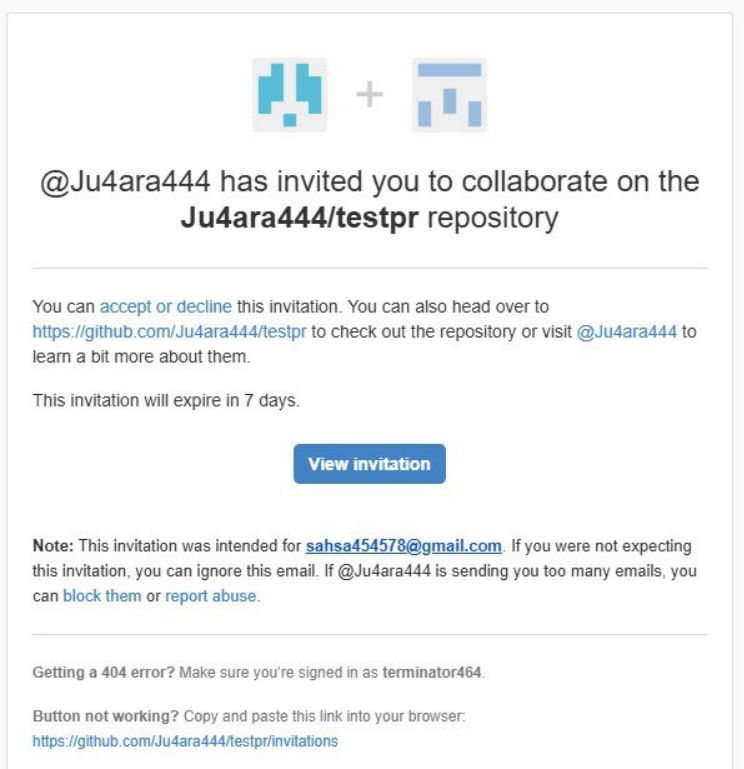 @Ju4ara444 has invited you to collaborate on the
Ju4ara444/testpr repository
You can accept or decline this invitation. You can also head over to
https://github.com/Ju4ara444/testpr to check out the repository or visit @Ju4ara444 to
learn a bit more about them.
This invitation will expire in 7 days.
View invitation
Note: This invitation was intended for sahsa454578@gmail.com. If you were not expecting
this invitation, you can ignore this email. If @Ju4ara444 is sending you too many emails, you
can block them or report abuse.
Getting a 404 error? Make sure you’re signed in as terminator464.
Button not working? Copy and paste this link into your browser:
https://github.com/Ju4ara444/testpr/invitations